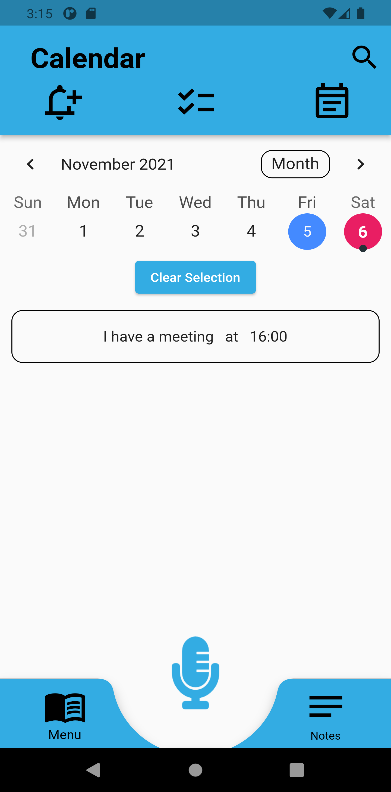 3:15
Calendar
November 2021 Month
Sun Mon Tue Wed Thu Fri Sat
31 1 2 3 4 5 6
Clear Selection
I have a meeting at 16:00
Menu Notes